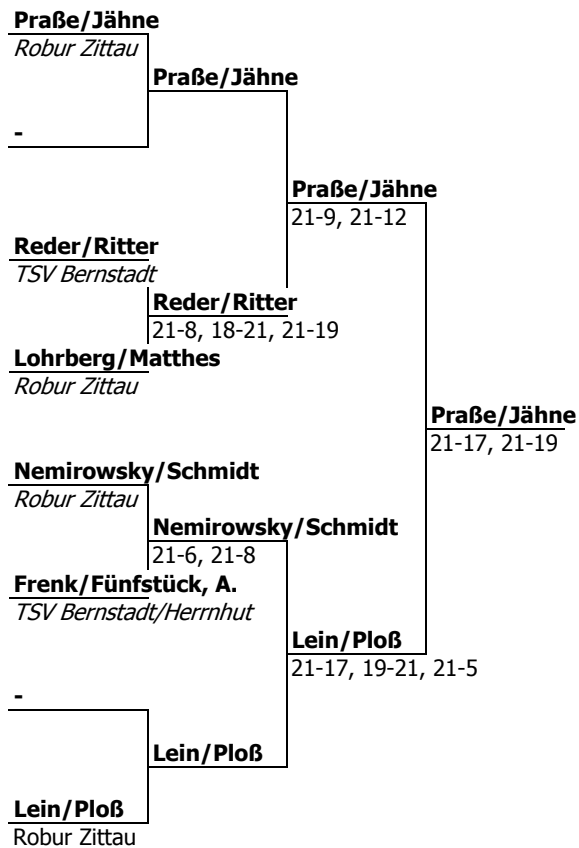 Praße/Jähne
Robur Zittau
Praße/Jähne
-
Praße/Jähne
21-9, 21-12
Reder/Ritter
TSV Bernstadt
Reder/Ritter
21-8, 18-21, 21-19
Lohrberg/Matthes
Robur Zittau
Praße/Jähne
21-17, 21-19
Nemirowsky/Schmidt
Robur Zittau
Nemirowsky/Schmidt
21-6, 21-8
Frenk/Fünfstück, A.
TSV Bernstadt/Herrnhut
Lein/Ploß
21-17, 19-21, 21-5
-
Lein/Ploß
Lein/Ploß
Robur Zittau